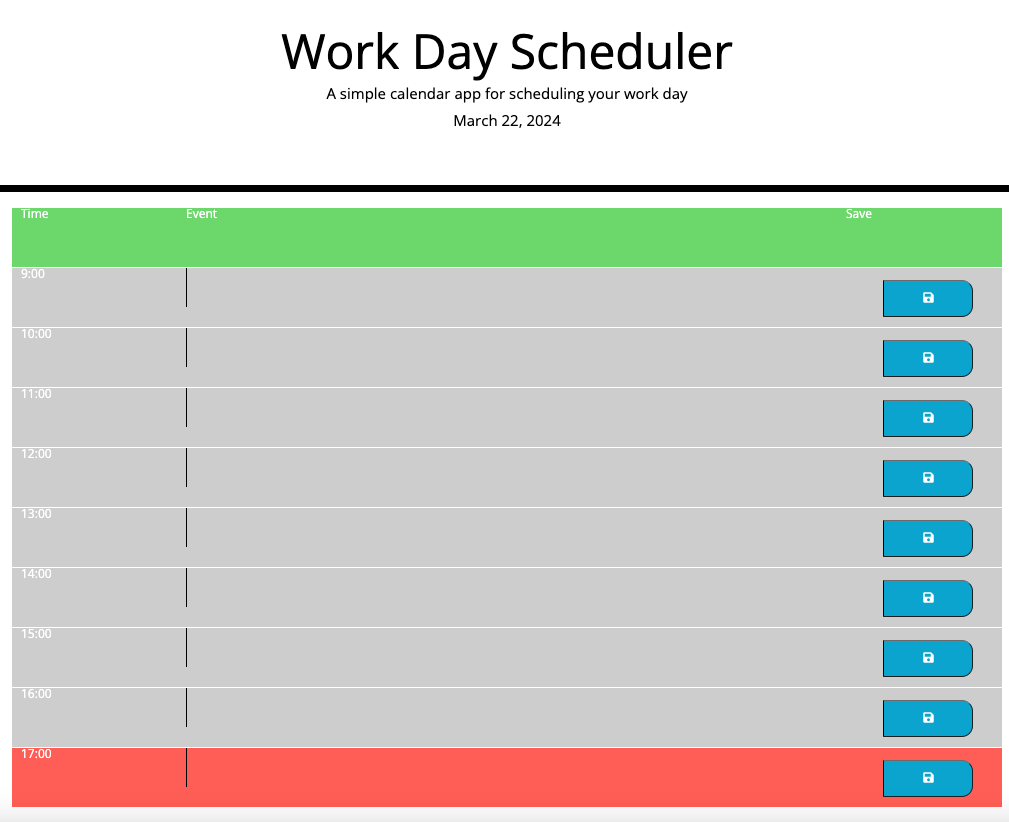 Work Day Scheduler
A simple calendar app for scheduling your work day
March 22, 2024
Time Event Save
9:00
10:00
11:00
12:00
13:00
14:00
15:00
16:00
17:00